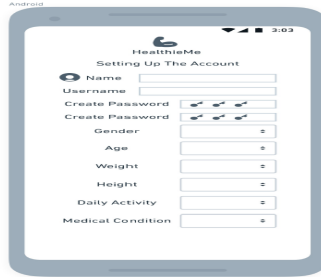 Android
3:03
HealthieMe
Setting Up The Account
Name
Username
Create Password
Create Password
Gender
Age
Weight
Height
Daily Activity
Medical Condition